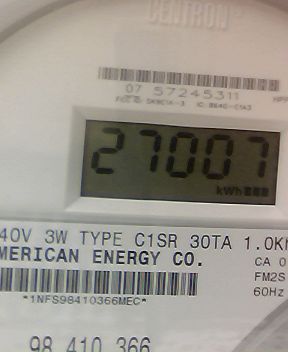 CENTRON
07 57245311
27007
kWh
40V 3W TYPE C1SR 30TA 1.0K
MERICAN ENERGY CO.
CA 0
FM2S
60Hz
*1NFS98410366MEC*
98 410 366